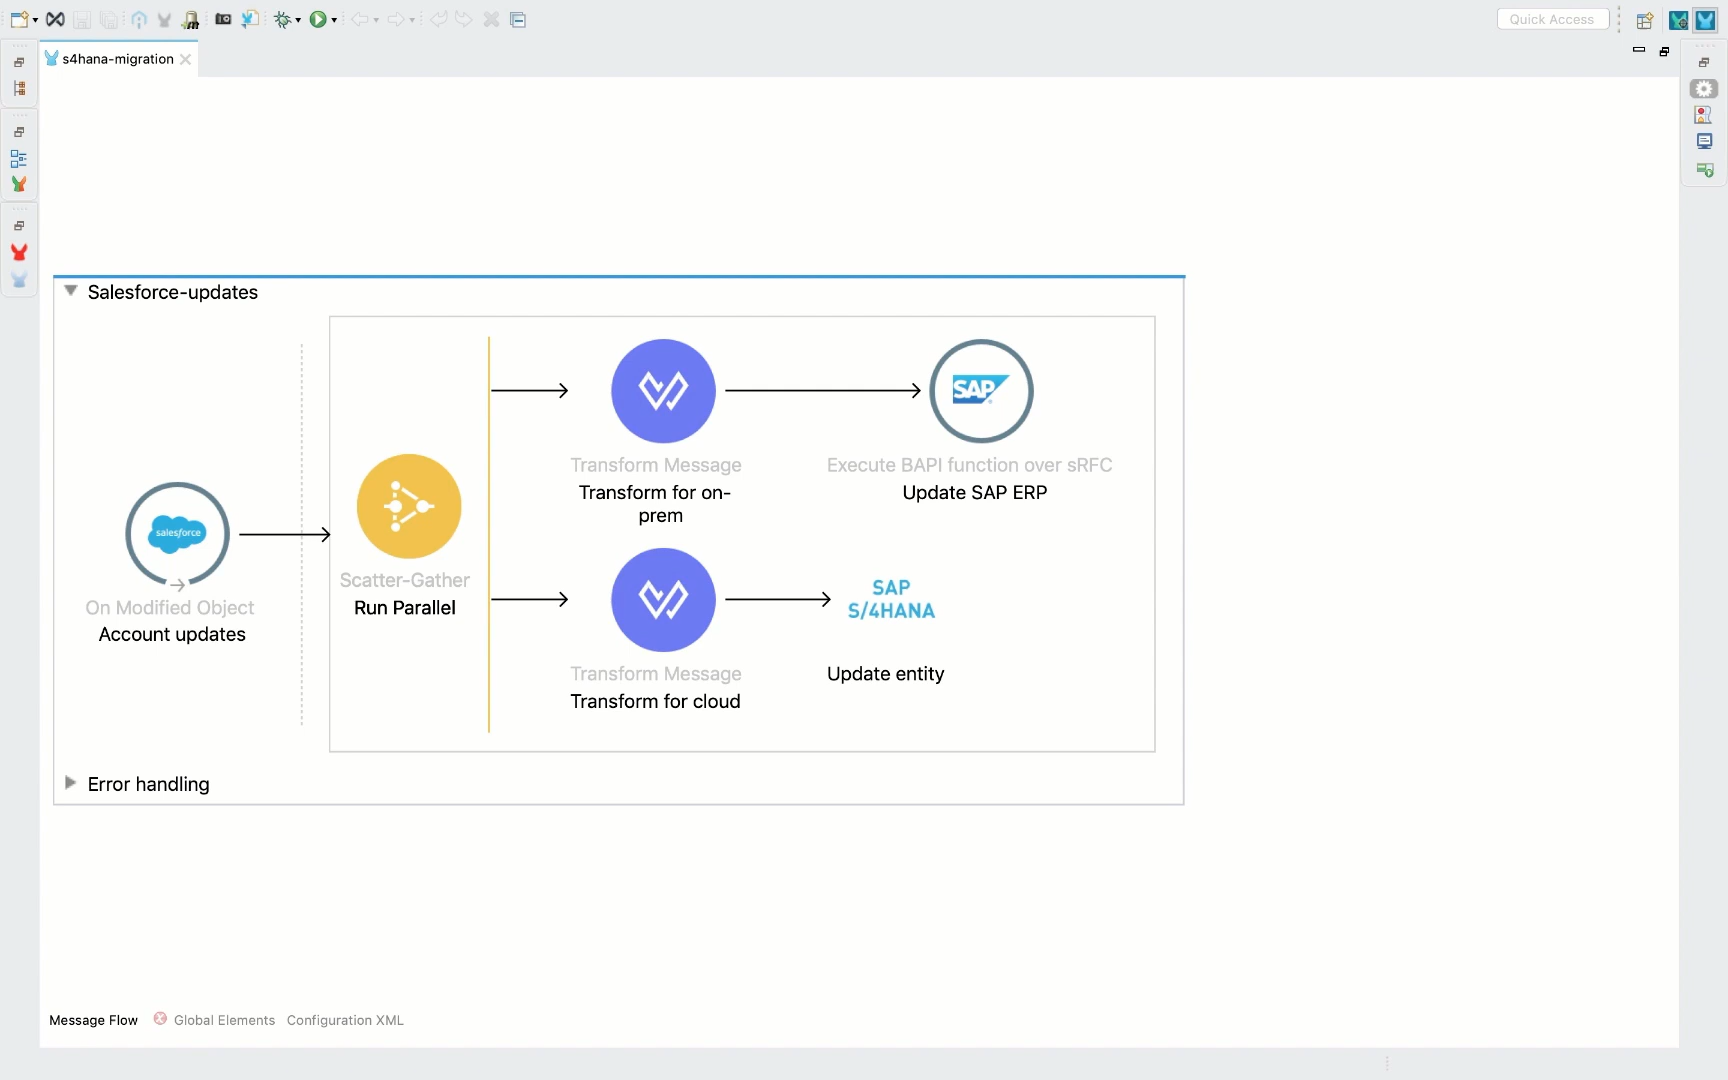 Quick Access
s4hana-migration
Salesforce-updates
salesforce
On Modified Object
Account updates
Scatter-Gather
Run Parallel
Transform Message
Transform for on-
prem
SAP
Execute BAPI function over sRFC
Update SAP ERP
Transform Message
Transform for cloud
SAP
S/4HANA
Update entity
Error handling
Message Flow
Global Elements
Configuration XML